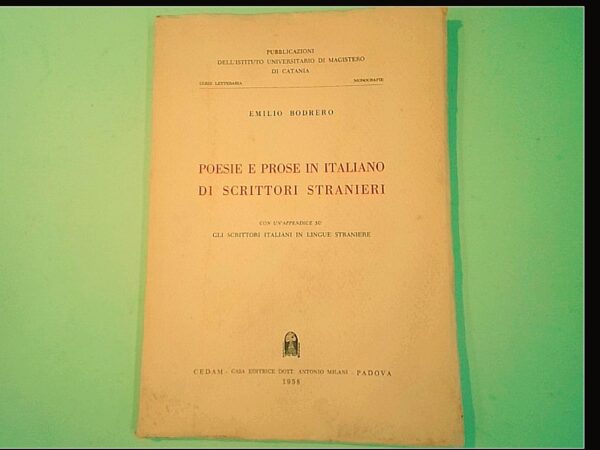 PUBBLICAZIONI
DELL'ISTITUTO UNIVERSITARIO DI MAGISTERO
DI CATANIA
SERIE LETTERARIA MONOGRAFIE
EMILIO BODRERO
POESIE E PROSE IN ITALIANO
DI SCRITTORI STRANIERI
CON UN'APPENDICE SU
GLI SCRITTORI ITALIANI IN LINGUE STRANIERE
CEDAM - CASA EDITRICE DOTT. ANTONIO MILANI - PADOVA
1958